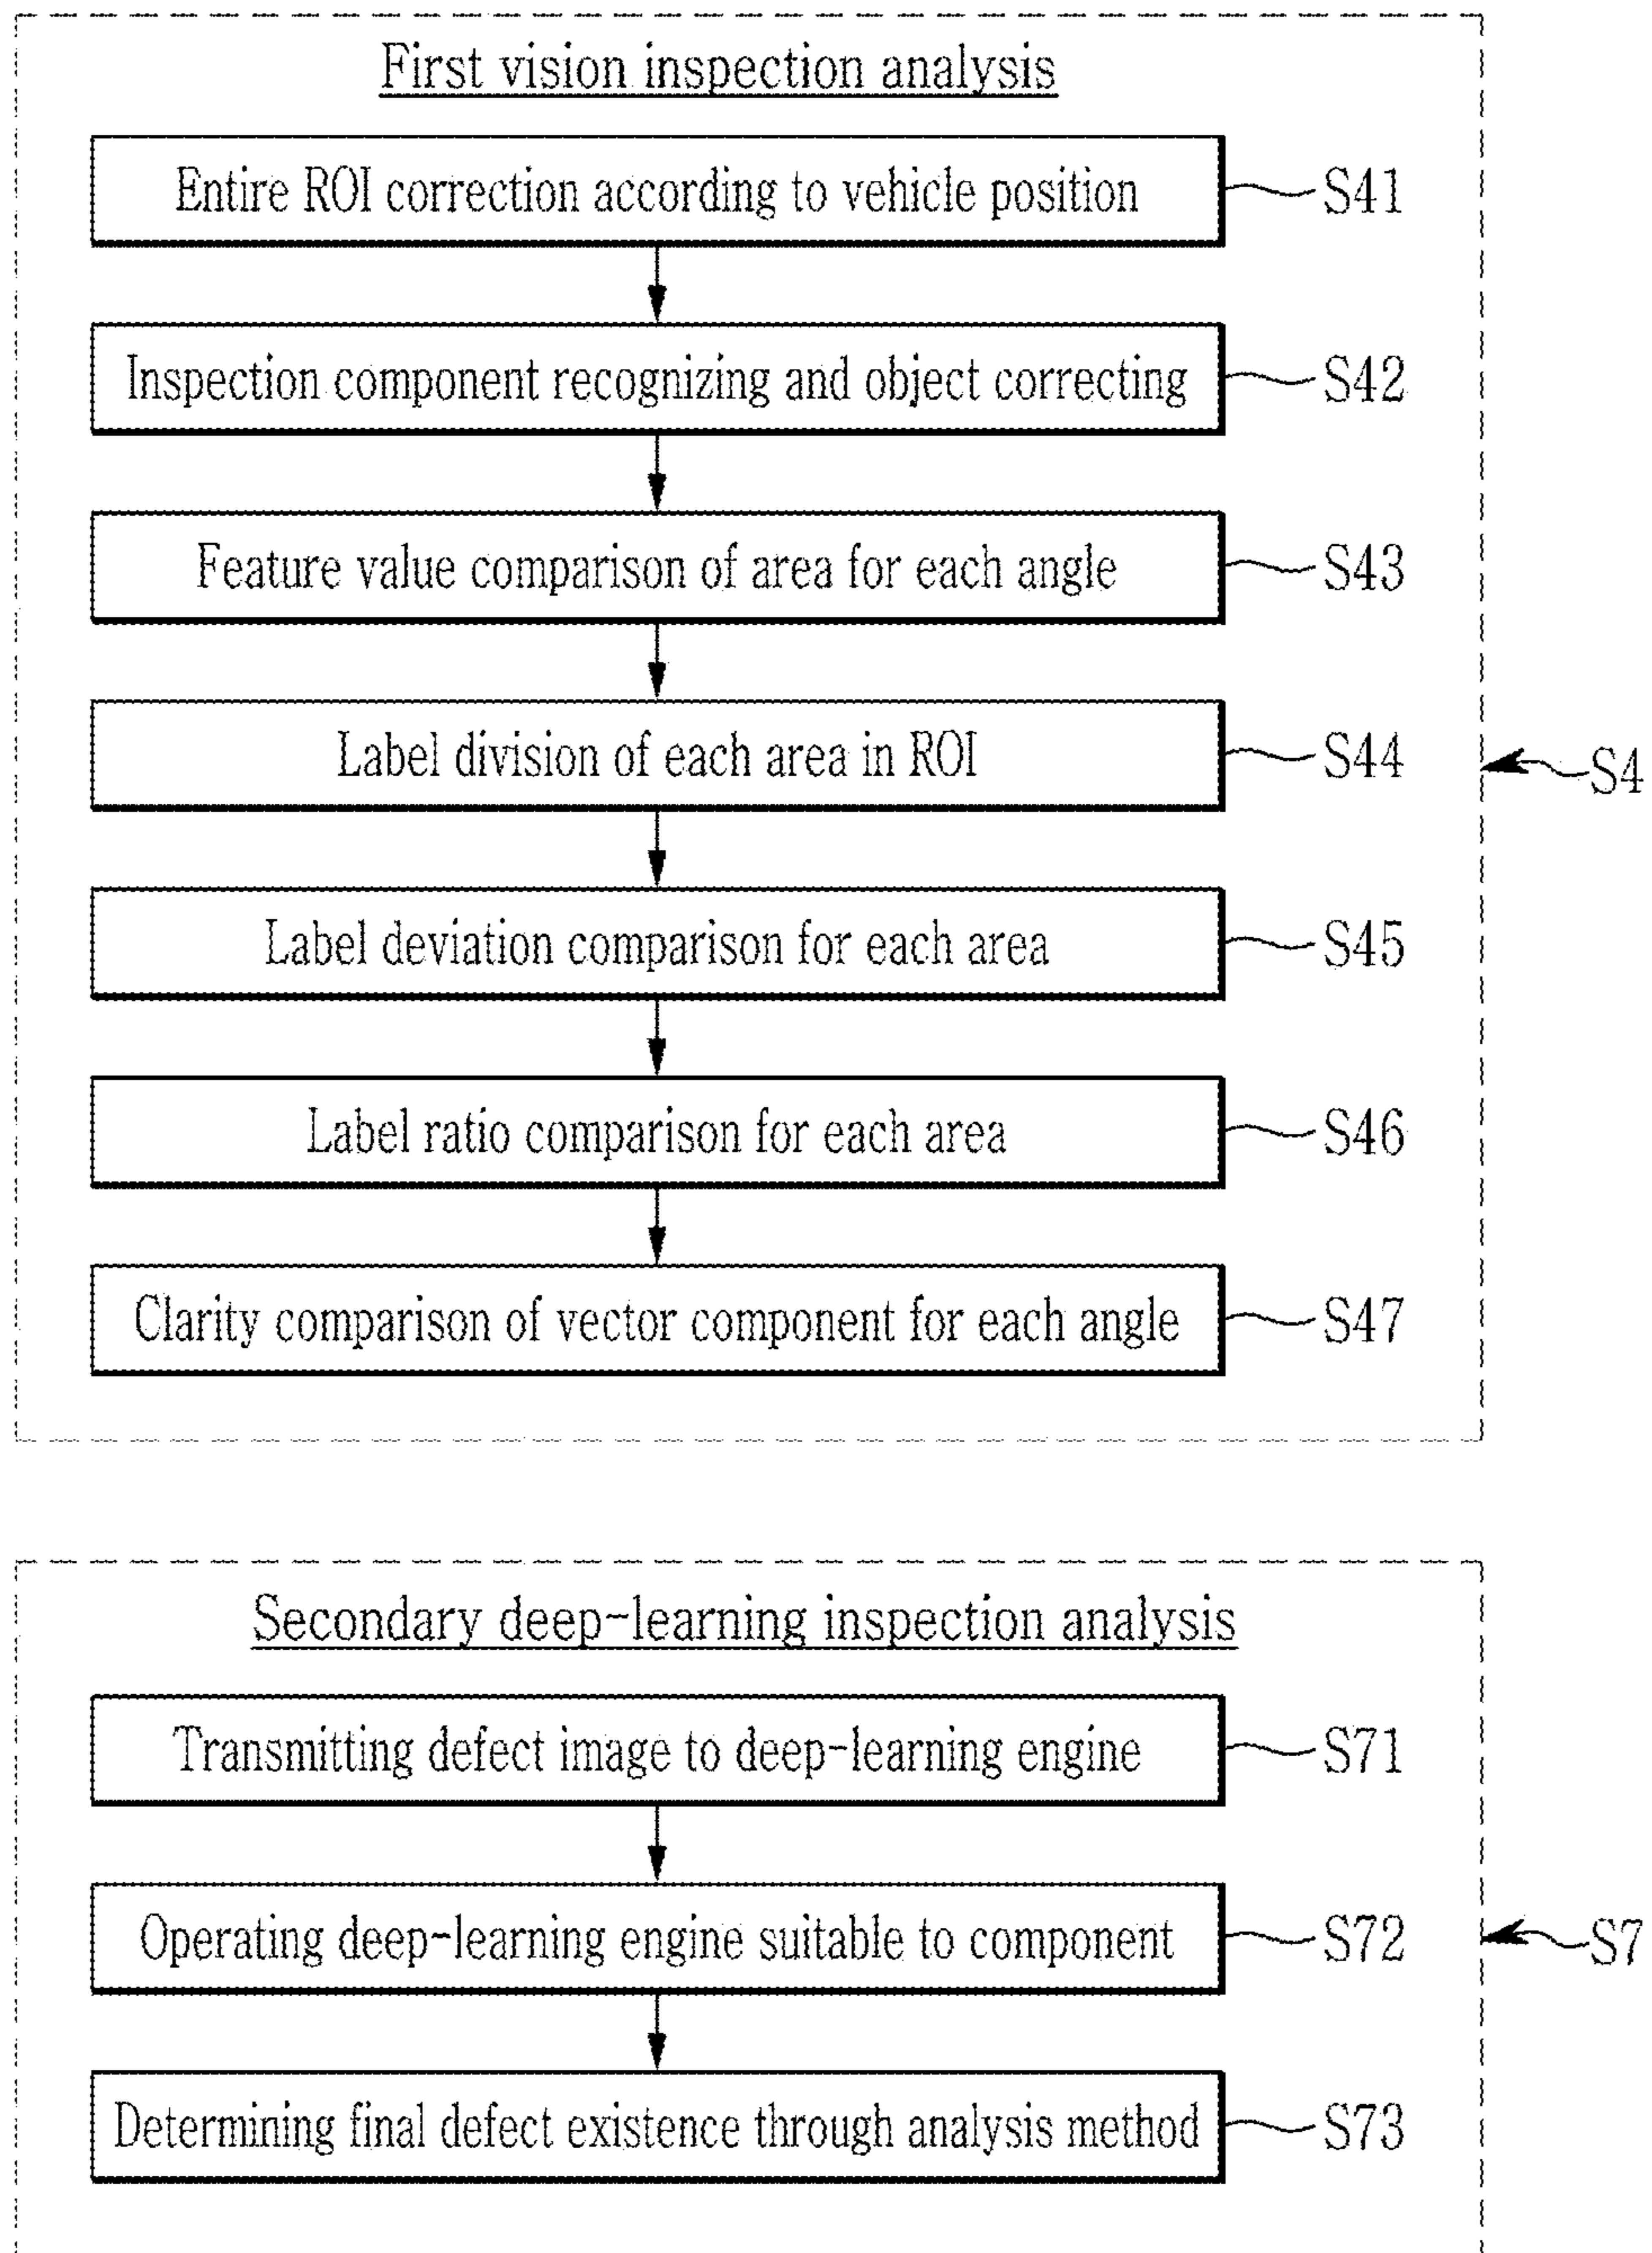 First vision inspection analysis
Entire ROI correction according to vehicle position
S41
Inspection component recognizing and object correcting
S42
Feature value comparison of area for each angle
S43
Label division of each area in ROI
S44
S4
Label deviation comparison for each area
S45
Label ratio comparison for each area
S46
Clarity comparison of vector component for each angle
S47
Secondary deep-learning inspection analysis
Transmitting defect image to deep-learning engine
S71
Operating deep-learning engine suitable to component
S72
S7
Determining final defect existence through analysis method
S73